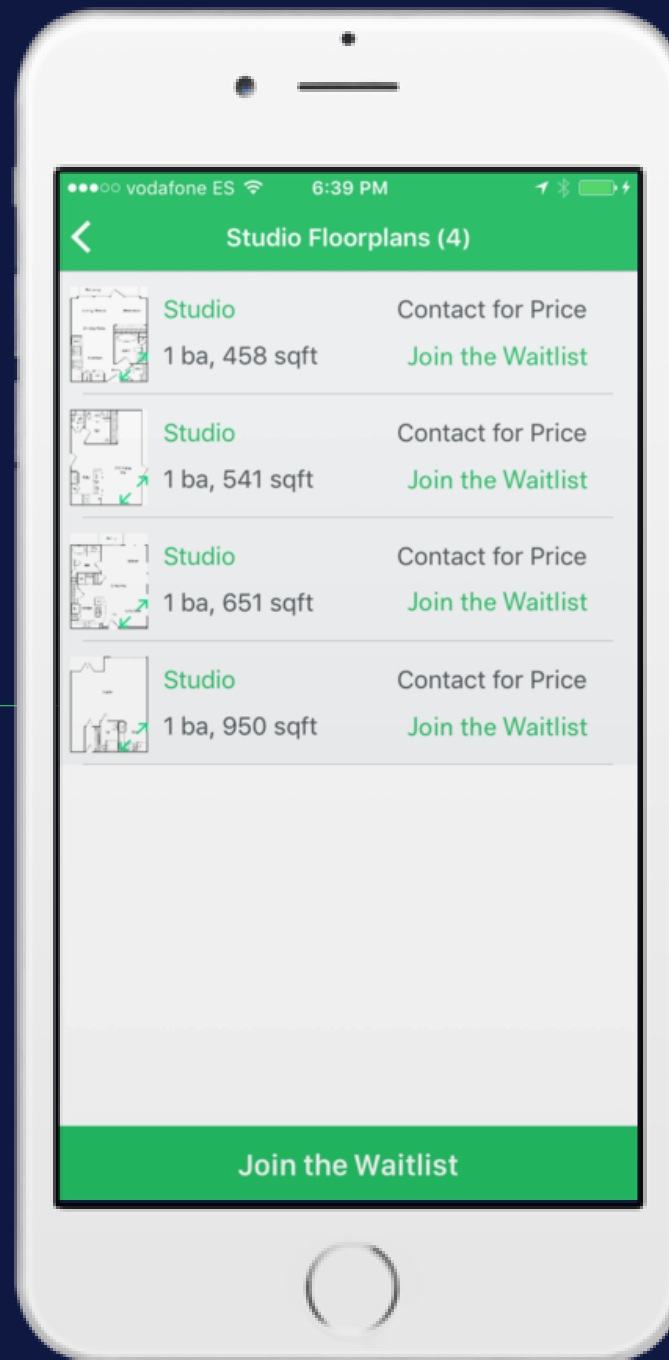 vodafone ES 6:39 PM
Studio Floorplans (4)
Studio Contact for Price
1 ba, 458 sqft Join the Waitlist
Studio Contact for Price
1 ba, 541 sqft Join the Waitlist
Studio Contact for Price
1 ba, 651 sqft Join the Waitlist
Studio Contact for Price
1 ba, 950 sqft Join the Waitlist
Join the Waitlist